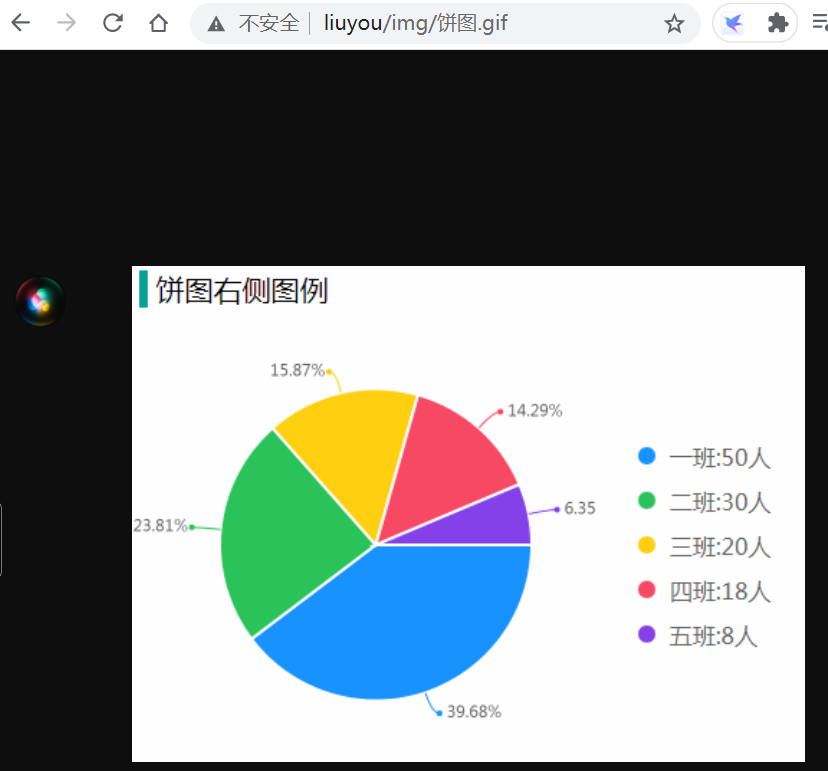 不安全 liuyou/img/饼图.gif
饼图右侧图例
15.87%
14.29%
6.35
23.81%
39.68%
一班:50人
二班:30人
三班:20人
四班:18人
五班:8人